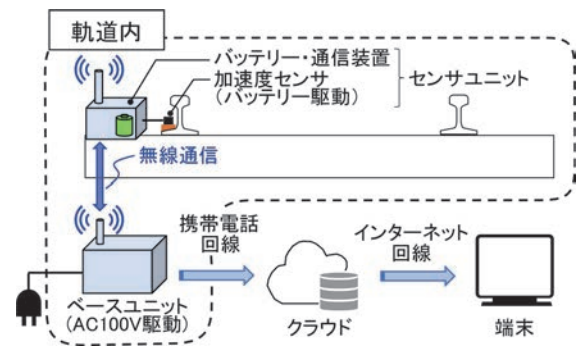 軌道内
バッテリー・通信装置
加速度センサ
(バッテリー駆動)
センサユニット
無線通信
携帯電話
回線
インターネット
回線
ベースユニット
(AC100V駆動)
クラウド
端末